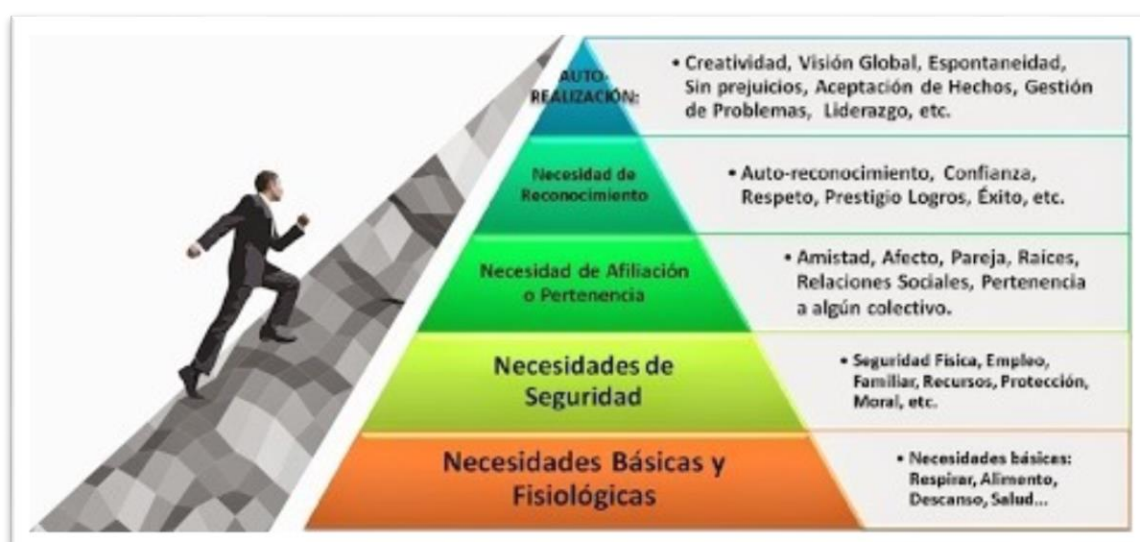 AUTO-
REALIZACIÓN:
• Creatividad, Visión Global, Espontaneidad,
Sin prejuicios, Aceptación de Hechos, Gestión
de Problemas, Liderazgo, etc.
Necesidad de
Reconocimiento
• Auto-reconocimiento, Confianza,
Respeto, Prestigio Logros, Éxito, etc.
Necesidad de Afiliación
o Pertenencia
• Amistad, Afecto, Pareja, Raíces,
Relaciones Sociales, Pertenencia
a algún colectivo.
Necesidades de
Seguridad
• Seguridad Física, Empleo,
Familiar, Recursos, Protección,
Moral, etc.
Necesidades Básicas y
Fisiológicas
• Necesidades básicas:
Respirar, Alimento,
Descanso, Salud...